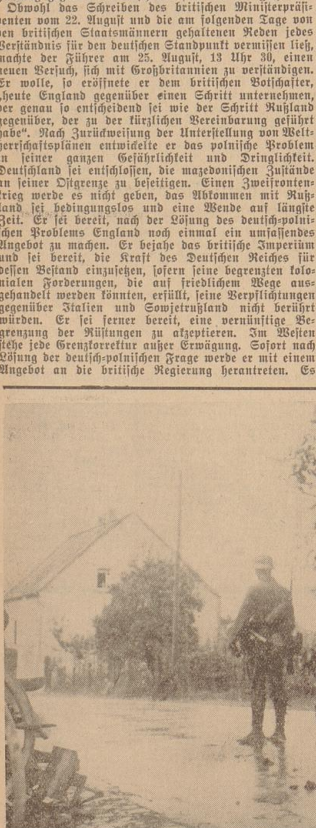 Obwohl das Schreiben des britischen Ministerpräsi-
denten vom 22. August und die am folgenden Tage von
den britischen Staatsmännern gehaltenen Reden jedes
Verständnis für den deutschen Standpunkt vermissen ließ,
machte der Führer am 25. August, 13 Uhr 30, einen
neuen Versuch, sich mit Großbritannien zu verständigen.
Er wolle, so eröffnete er dem britischen Botschafter,
„heute England gegenüber einen Schritt unternehmen,
der genau so entscheidend sei wie der Schritt Rußland
gegenüber, der zu der kürzlichen Vereinbarung geführt
habe“. Nach Zurückweisung der Unterstellung von Welt-
herrschaftsplänen entwickelte er das polnische Problem
in seiner ganzen Gefährlichkeit und Dringlichkeit.
Deutschland sei entschlossen, die mazedonischen Zustände
an seiner Ostgrenze zu beseitigen. Einen Zweifronten-
krieg werde es nicht geben, das Abkommen mit Ruß-
land sei bedingungslos und eine Wende auf längste
Zeit. Er sei bereit, nach der Lösung des deutsch-polni-
schen Problems England noch einmal ein umfassendes
Angebot zu machen. Er bejahe das britische Imperium
und sei bereit, die Kraft des Deutschen Reiches für
dessen Bestand einzusetzen, sofern seine begrenzten kolo-
nialen Forderungen, die auf friedlichem Wege aus-
gehandelt werden könnten, erfüllt, seine Verpflichtungen
gegenüber Italien und Sowjetrußland nicht berührt
würden. Er sei ferner bereit, eine vernünftige Be-
grenzung der Rüstungen zu akzeptieren. Im Westen
stehe jede Grenzkorrektur außer Erwägung. Sofort nach
Lösung der deutsch-polnischen Frage werde er mit einem
Angebot an die britische Regierung herantreten. Es